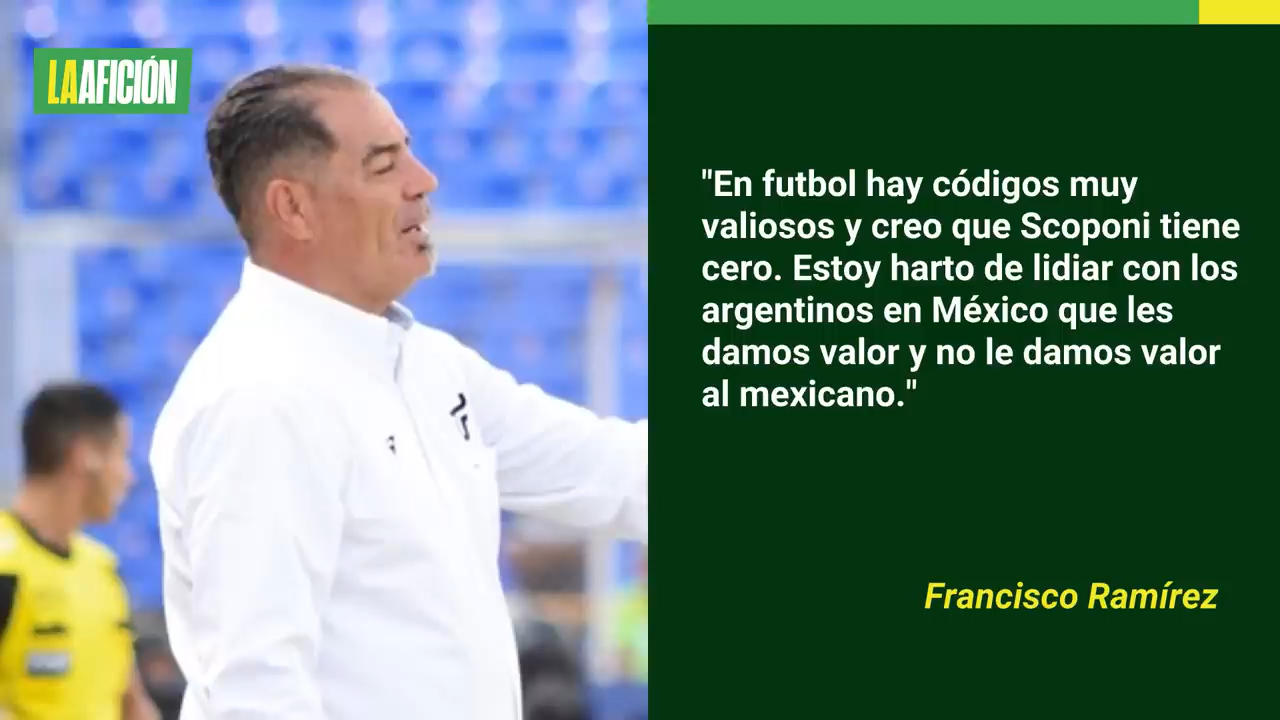 LAAFICIÓN
"En futbol hay códigos muy
valiosos y creo que Scoponi tiene
cero. Estoy harto de lidiar con los
argentinos en México que les
damos valor y no le damos valor
al mexicano."
Francisco Ramírez